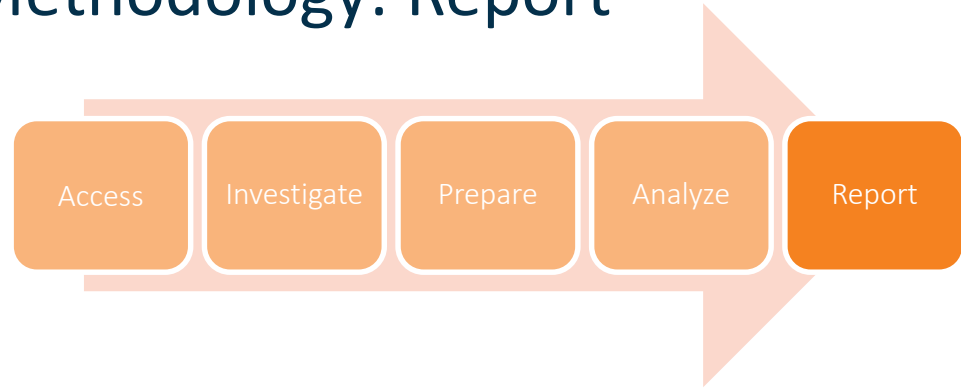 Methodology: Report
Access
Investigate
Prepare
Analyze
Report